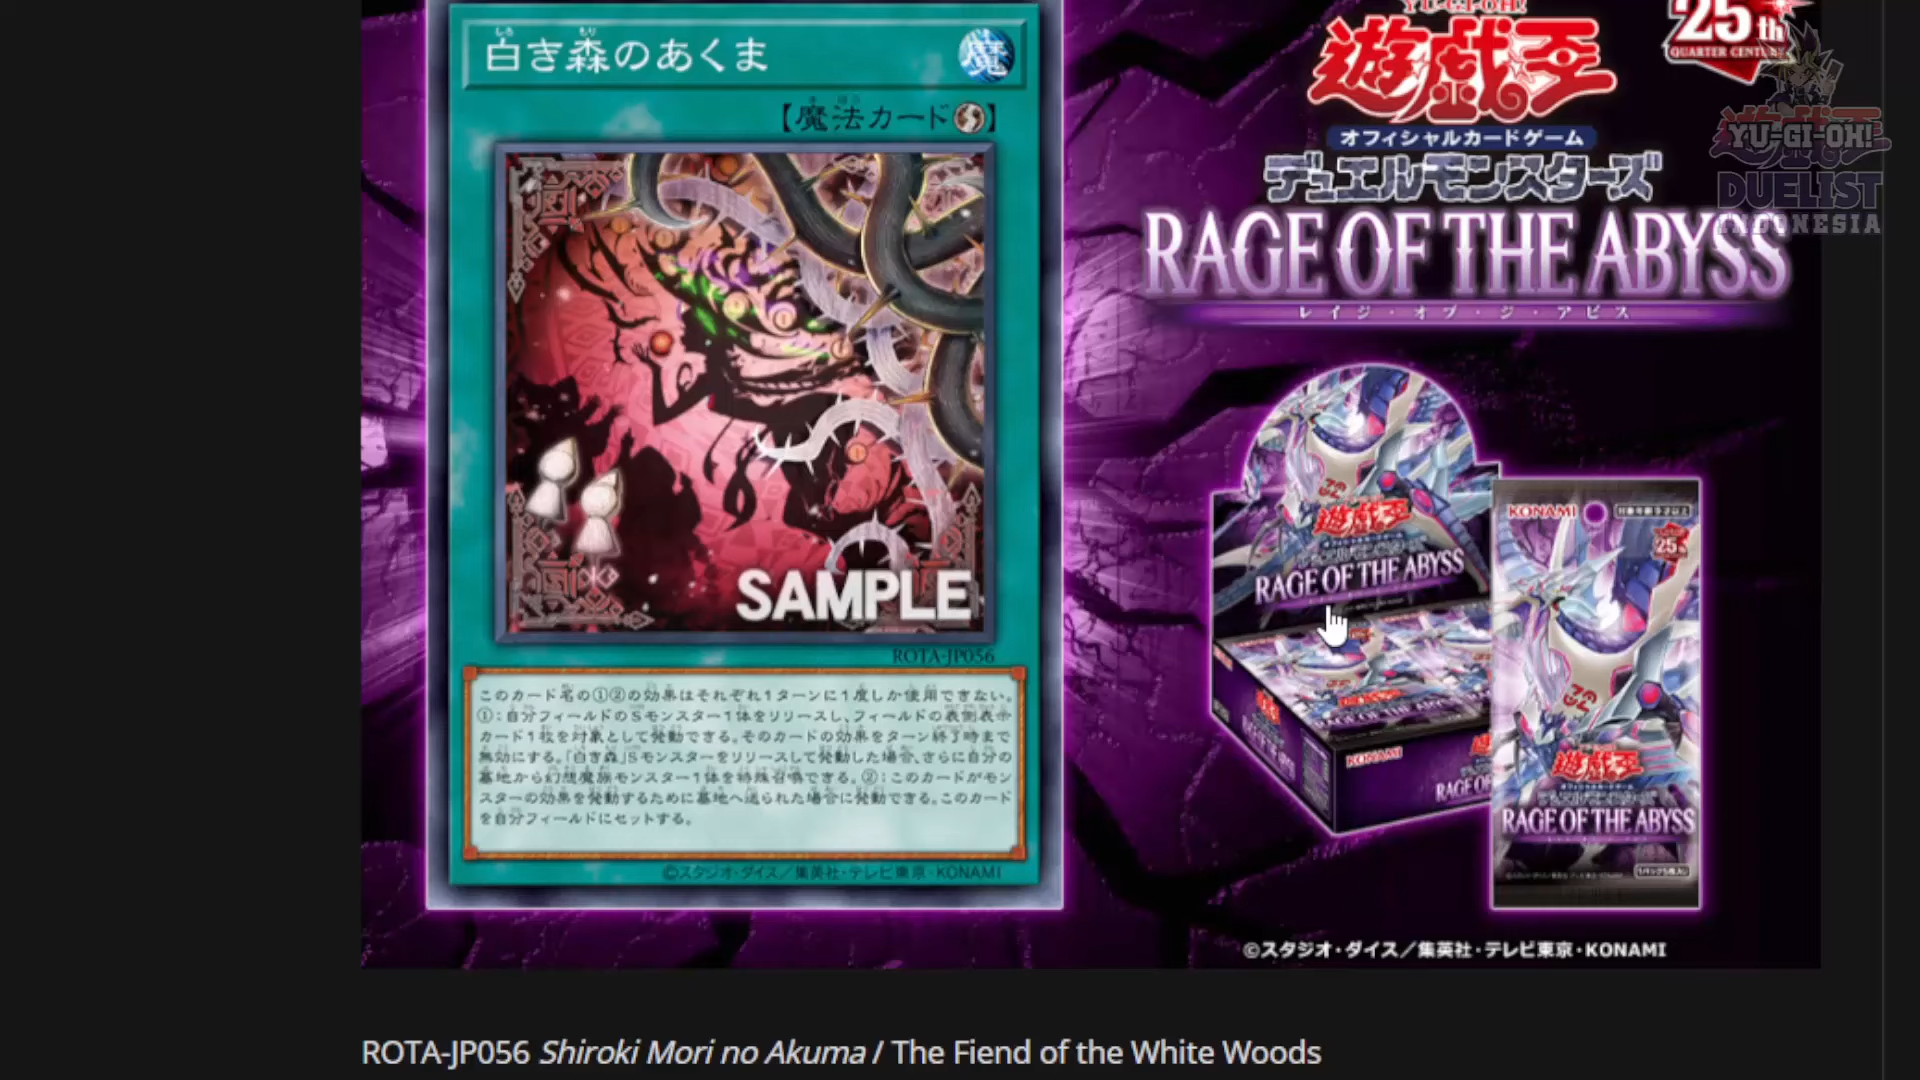 白き森のあくま
魔
【魔法カード】
SAMPLE
ROTA-JP056
このカード名の①②の効果はそれぞれ1ターンに1度しか使用できない。
①:自分フィールドのSモンスター1体をリリースし、フィールドの表側表示
カード1枚を対象として発動できる。そのカードの効果をターン終了時まで
無効にする。「白き森」Sモンスターをリリースして発動した場合、さらに自分の
墓地から幻想魔族モンスター1体を特殊召喚できる。②:このカードがモン
スターの効果を発動するために墓地へ送られた場合に発動できる。このカード
を自分フィールドにセットする。
©スタジオ・ダイス/集英社・テレビ東京・KONAMI
YU-GI-OH!
遊戯王
オフィシャルカードゲーム
デュエルモンスターズ
RAGE OF THE ABYSS
レイジ・オブ・ジ・アビス
25th
QUARTER CENTURY
YU-GI-OH!
DUELIST
INDONESIA
遊戯王
RAGE OF THE ABYSS
KONAMI
KONAMI
25th
遊戯王
RAGE OF THE ABYSS
©スタジオ・ダイス/集英社・テレビ東京・KONAMI
ROTA-JP056 Shiroki Mori no Akuma / The Fiend of the White Woods